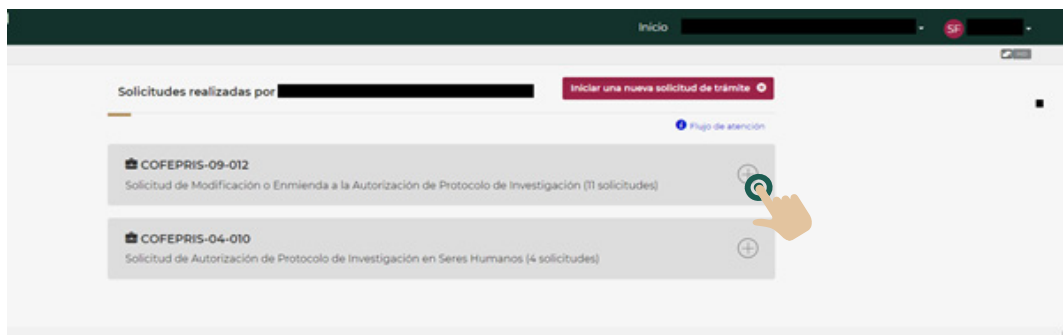 Inicio
SF
Solicitudes realizadas por
Iniciar una nueva solicitud de trámite
Flujo de atención
COFEPRIS-09-012
Solicitud de Modificación o Enmienda a la Autorización de Protocolo de Investigación (11 solicitudes)
COFEPRIS-04-010
Solicitud de Autorización de Protocolo de Investigación en Seres Humanos (4 solicitudes)